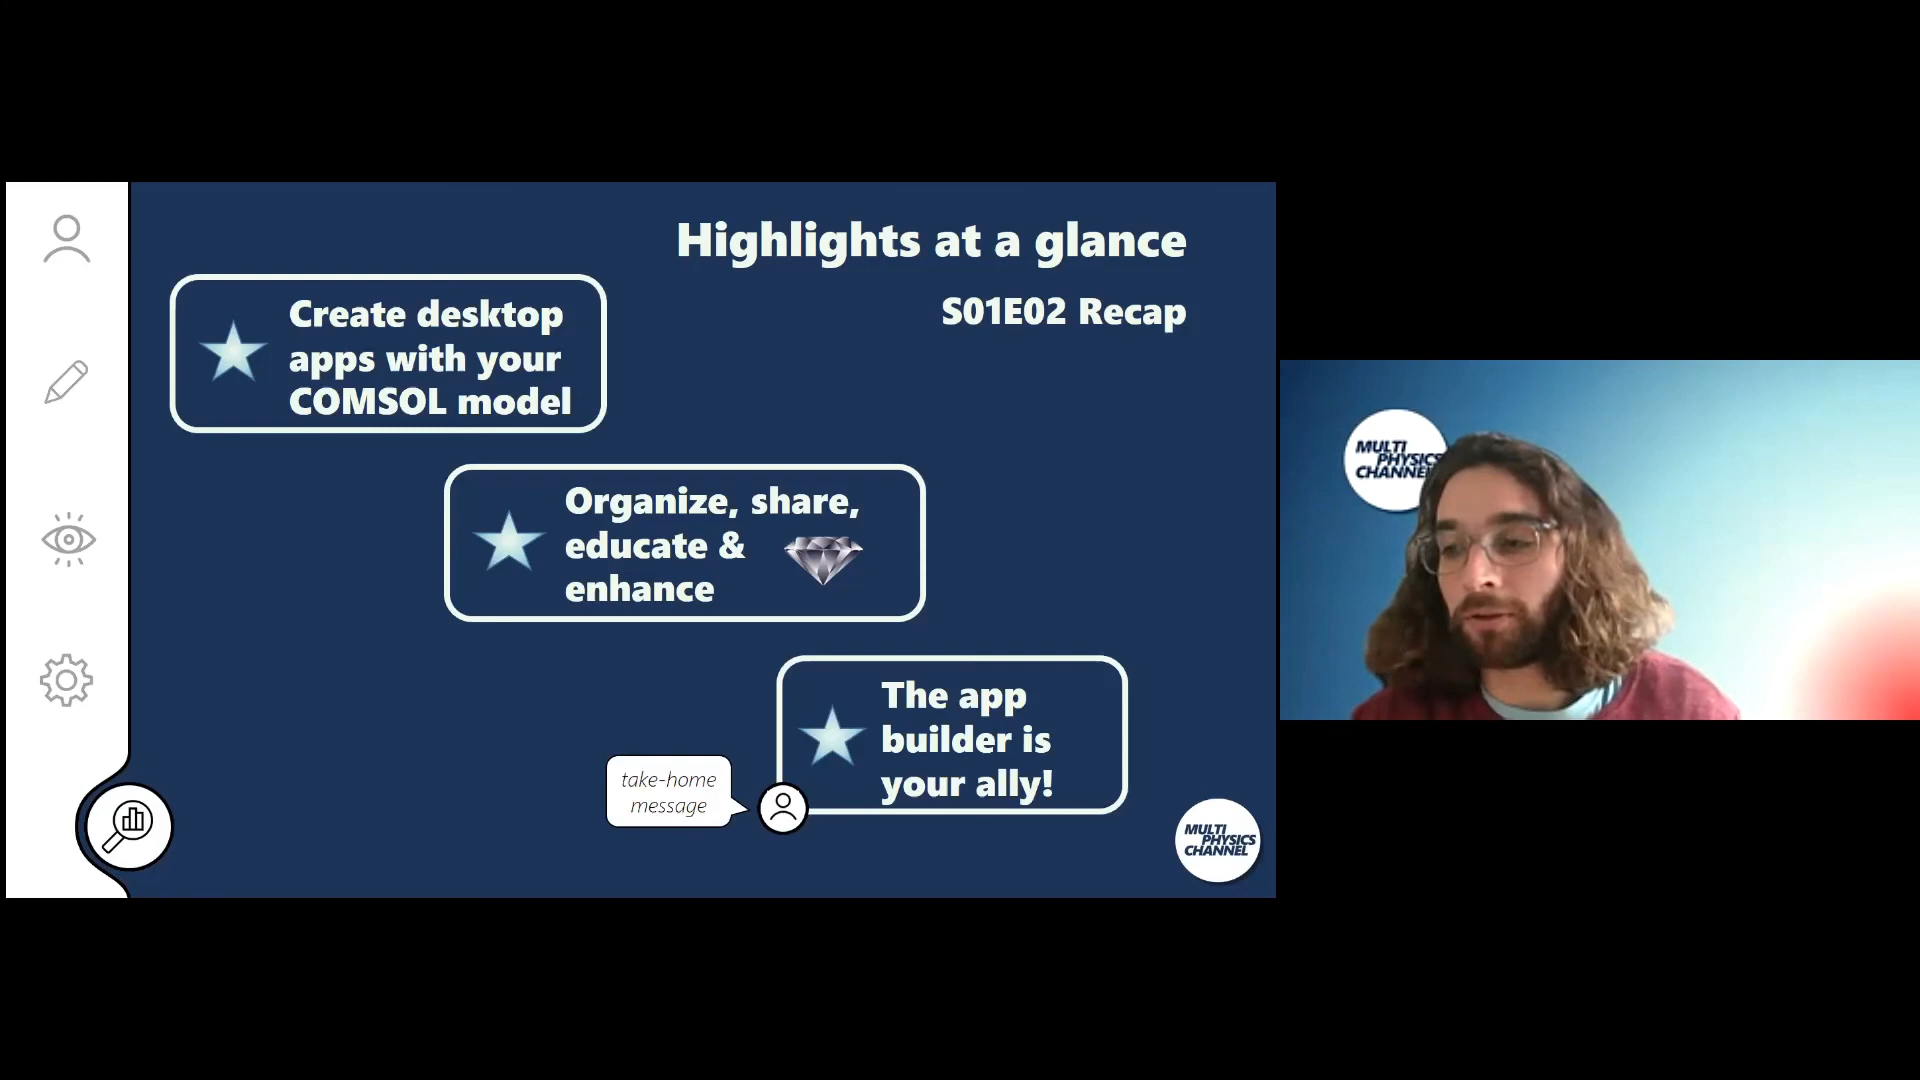 Highlights at a glance
S01E02 Recap
Create desktop
apps with your
COMSOL model
Organize, share,
educate &
enhance
The app
builder is
your ally!
take-home
message
MULTI
PHYSICS
CHANNEL
MULTI
PHYSICS
CHANNEL